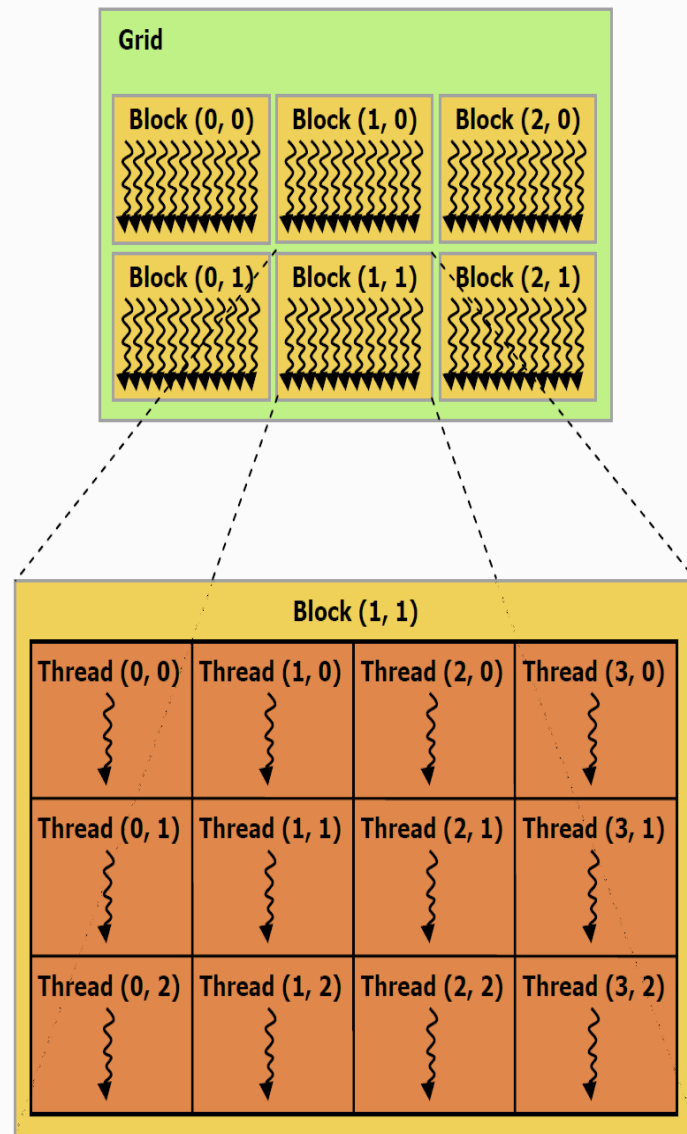 Grid
Block (0, 0) Block (1, 0) Block (2, 0)
Block (0, 1) Block (1, 1) Block (2, 1)
Block (1, 1)
Thread (0, 0) Thread (1, 0) Thread (2, 0) Thread (3, 0)
Thread (0, 1) Thread (1, 1) Thread (2, 1) Thread (3, 1)
Thread (0, 2) Thread (1, 2) Thread (2, 2) Thread (3, 2)